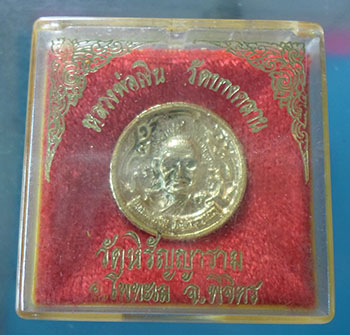 หลวงพ่อเงิน วัดบางคลาน
วัดหิรัญญาราม
อ.โพทะเล จ.พิจิตร